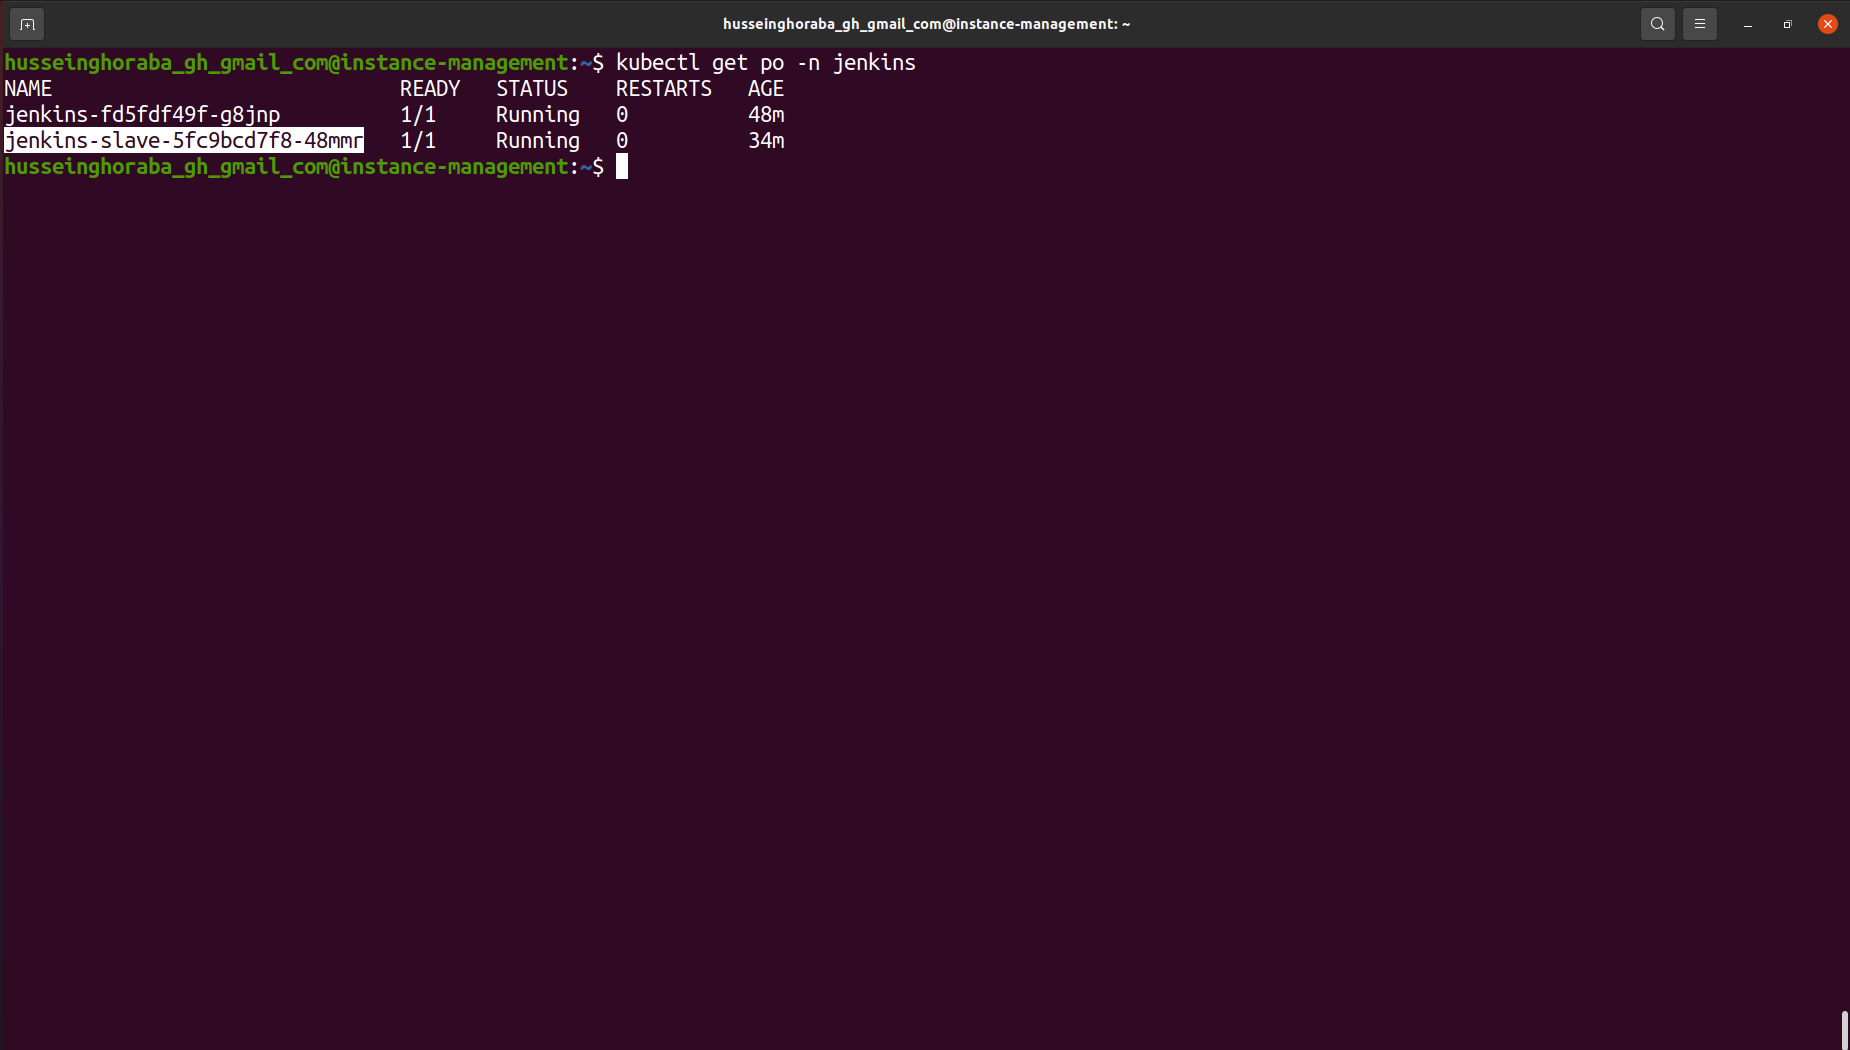 husseinghoraba_gh_gmail_com@instance-management: ~
husseinghoraba_gh_gmail_com@instance-management:~$ kubectl get po -n jenkins
NAME READY STATUS RESTARTS AGE
jenkins-fd5fdf49f-g8jnp 1/1 Running 0 48m
jenkins-slave-5fc9bcd7f8-48mmr 1/1 Running 0 34m
husseinghoraba_gh_gmail_com@instance-management:~$